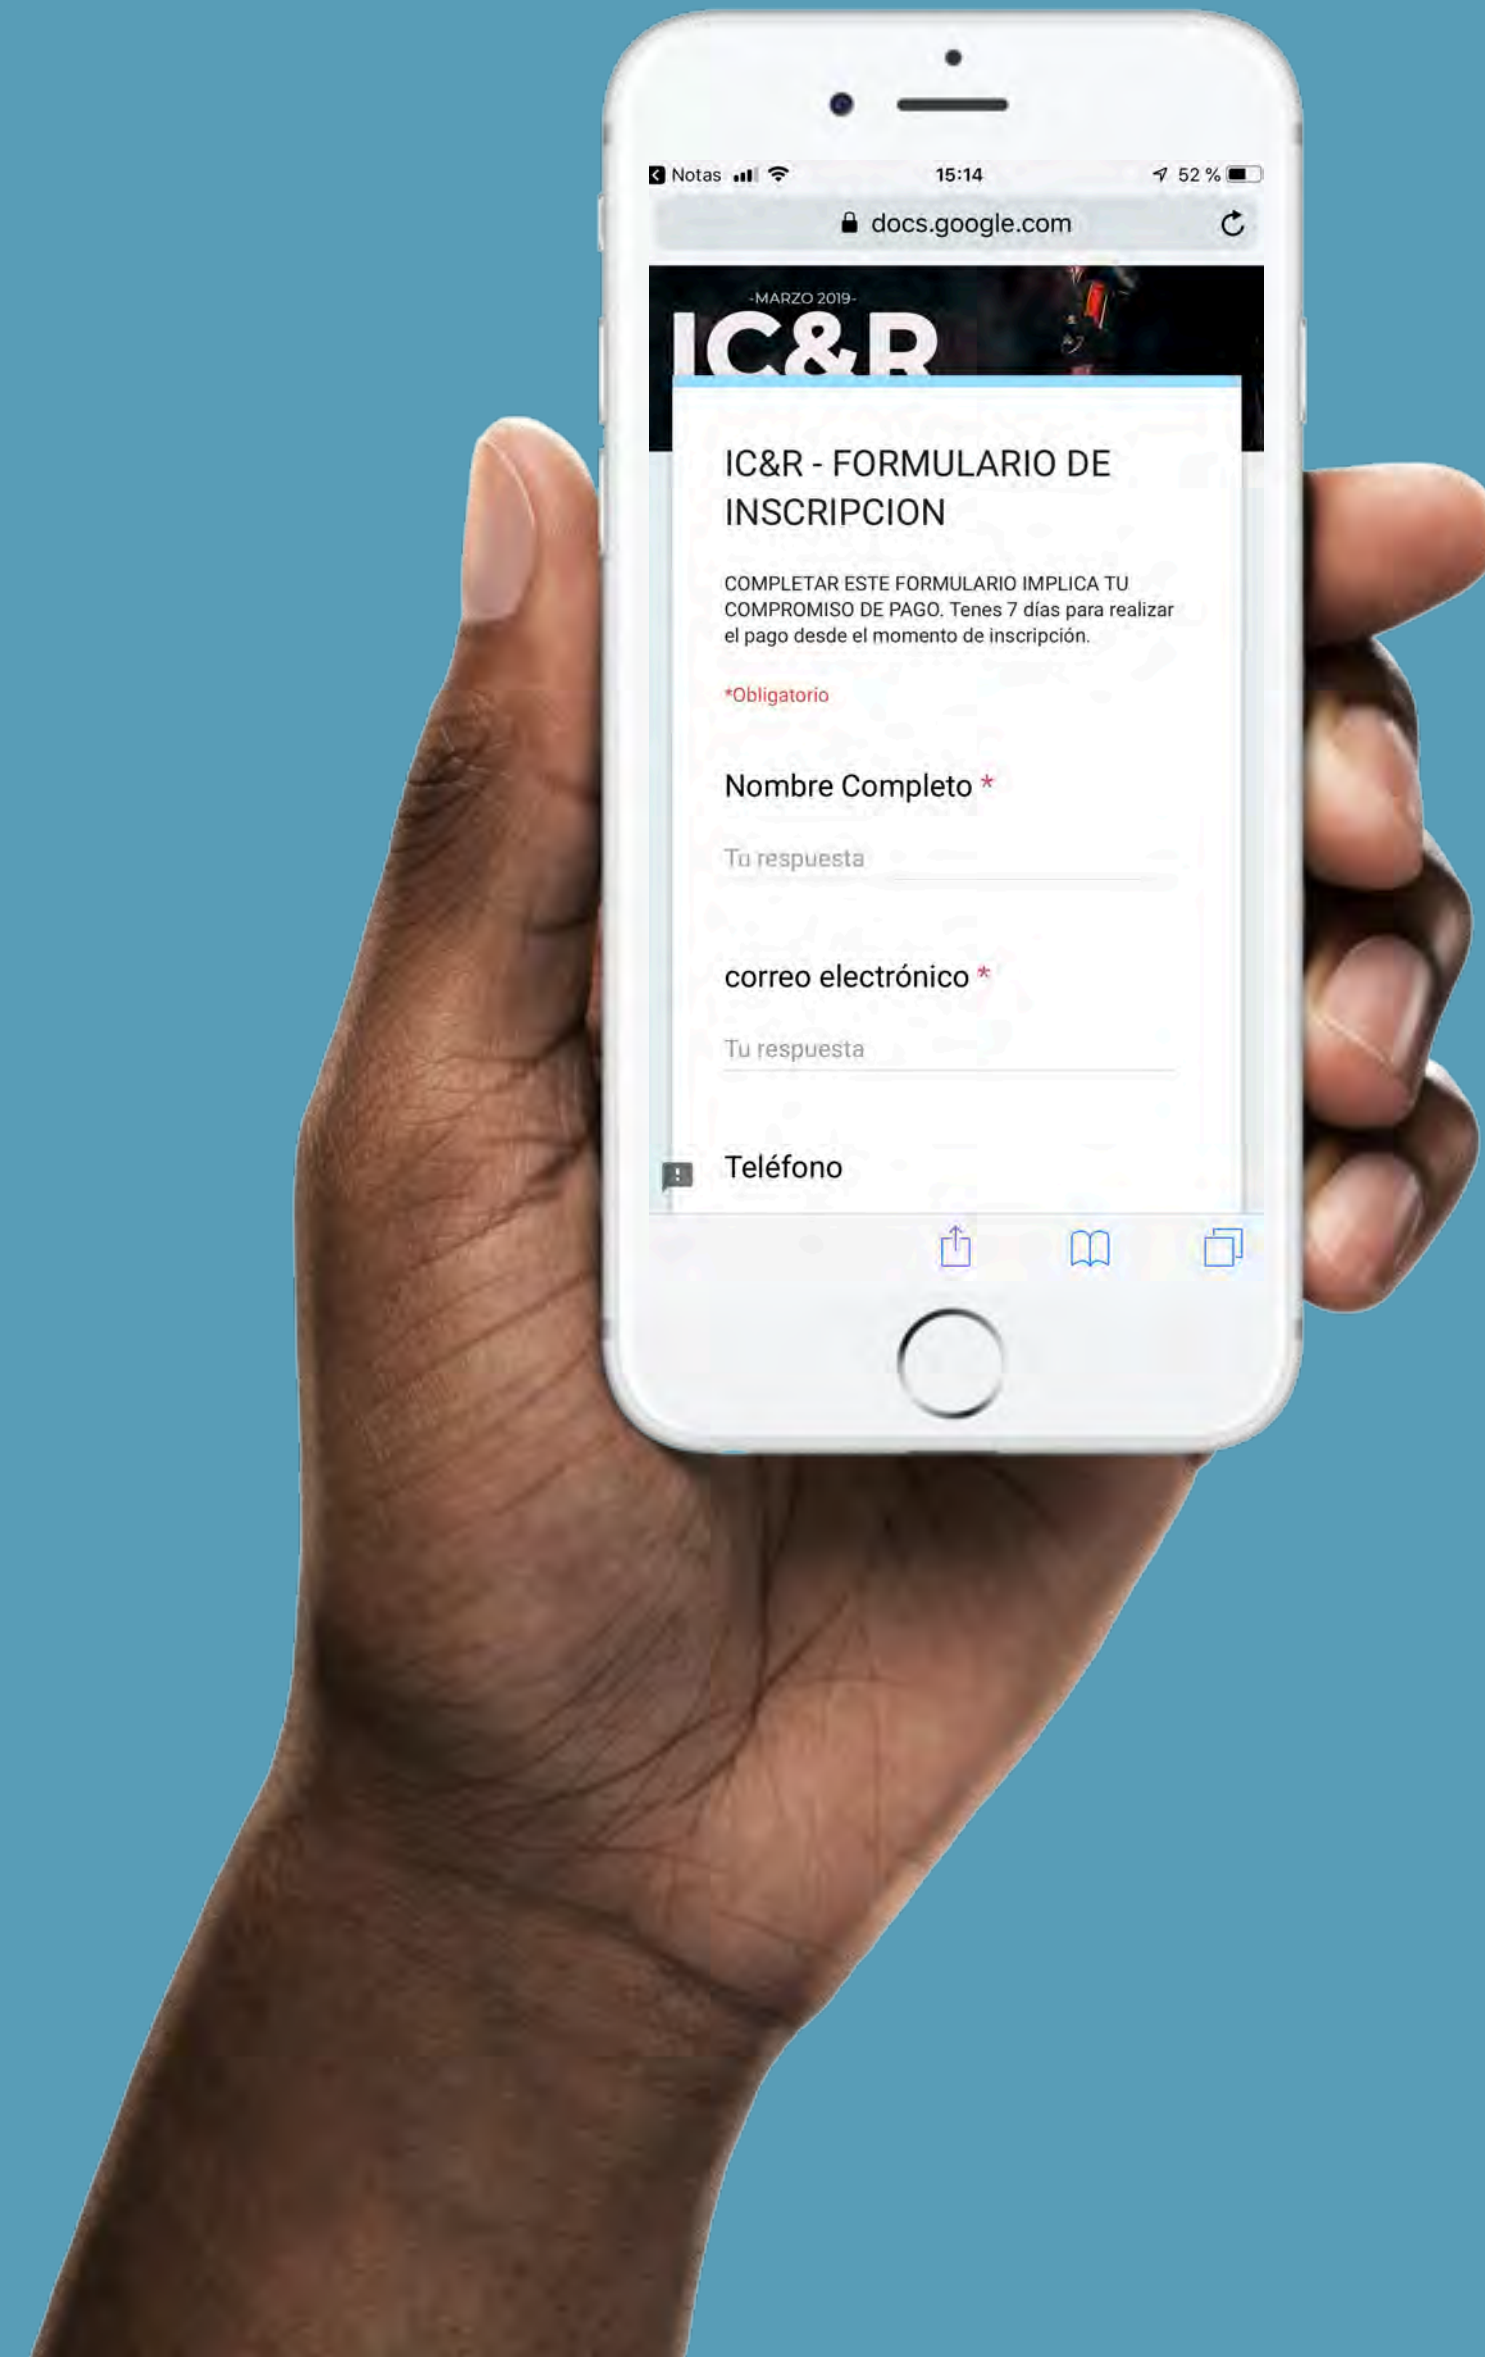 Notas 15:14 52 %
docs.google.com
-MARZO 2019-
IC&R
IC&R - FORMULARIO DE
INSCRIPCION
COMPLETAR ESTE FORMULARIO IMPLICA TU
COMPROMISO DE PAGO. Tenes 7 días para realizar
el pago desde el momento de inscripción.
*Obligatorio
Nombre Completo *
Tu respuesta
correo electrónico *
Tu respuesta
Teléfono